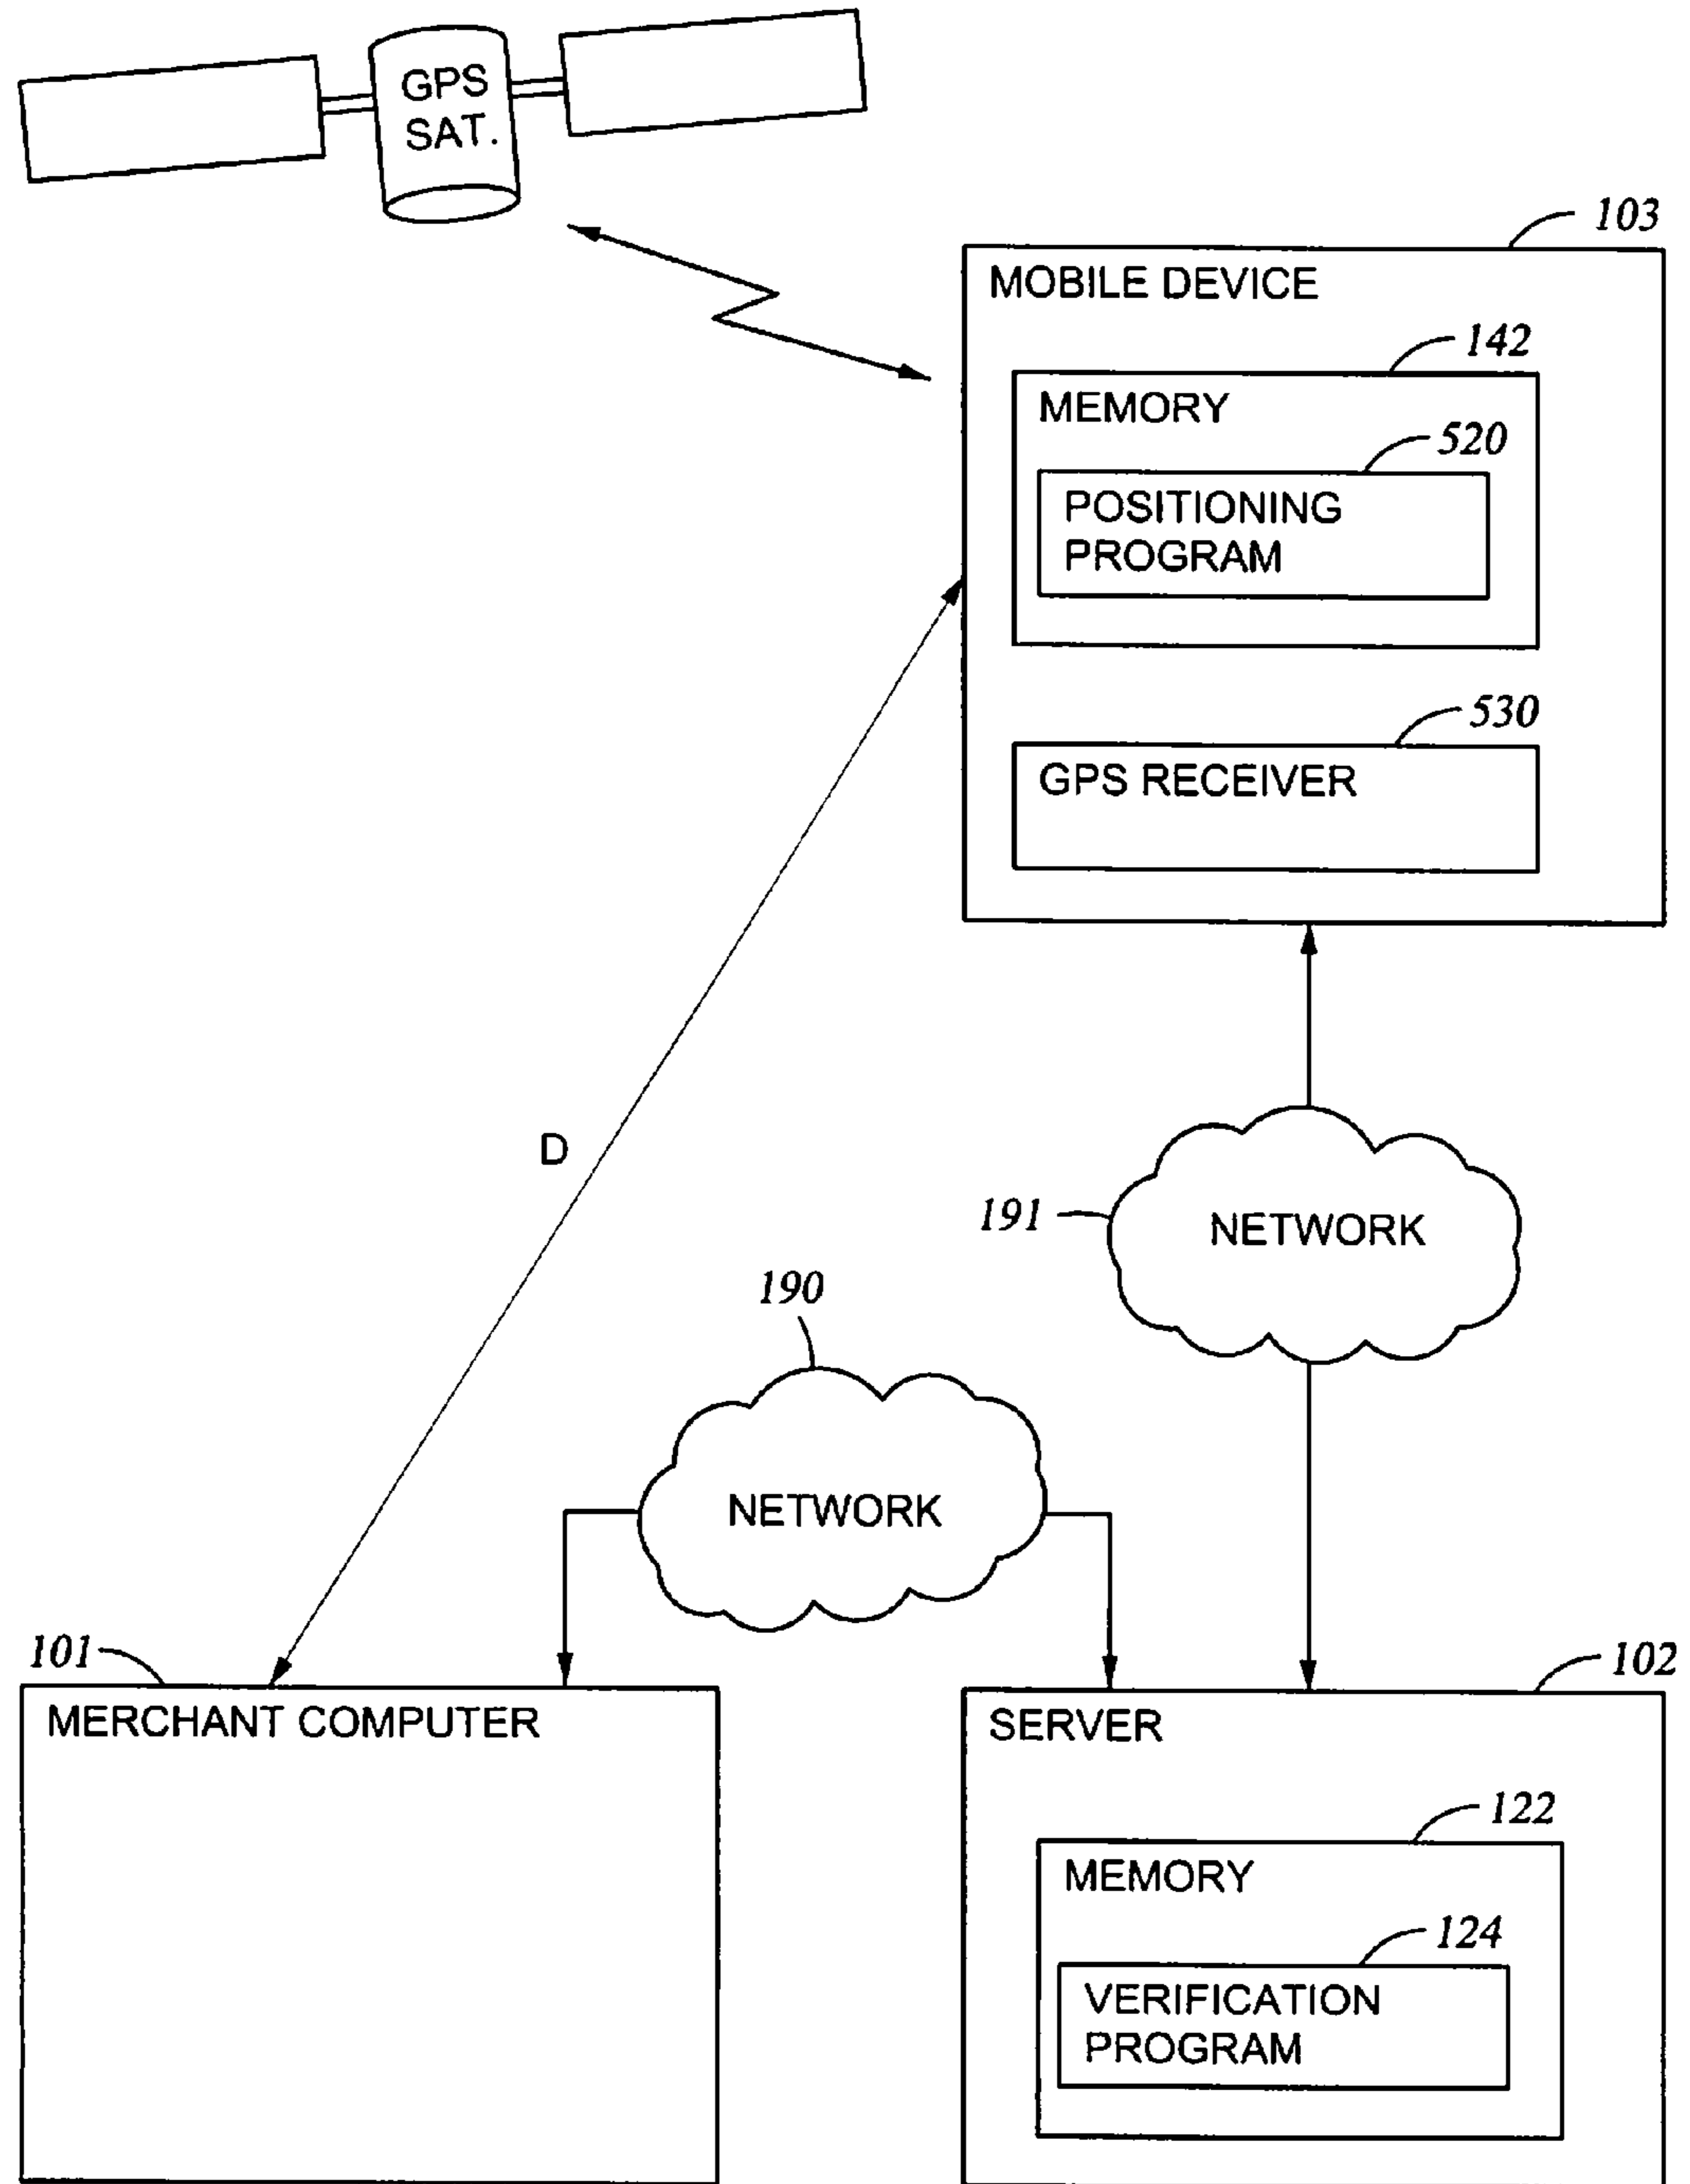 GPS
SAT.
103
MOBILE DEVICE
142
MEMORY
520
POSITIONING
PROGRAM
530
GPS RECEIVER
D
191
NETWORK
190
NETWORK
101
MERCHANT COMPUTER
102
SERVER
122
MEMORY
124
VERIFICATION
PROGRAM